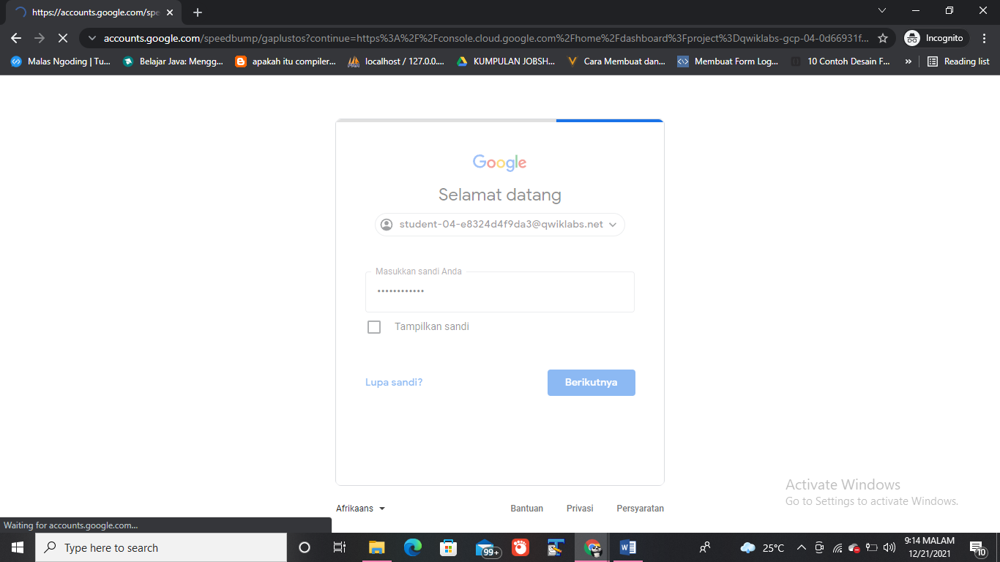 https://accounts.google.com/spe
accounts.google.com/speedbump/gaplustos?continue=https%3A%2F%2Fconsole.cloud.google.com%2Fhome%2Fdashboard%3Fproject%3Dqwiklabs-gcp-04-0d66931f...
Incognito
Malas Ngoding | Tu...
Belajar Java: Mengg...
apakah itu compiler...
localhost / 127.0.0....
KUMPULAN JOBSH...
Cara Membuat dan...
Membuat Form Log...
10 Contoh Desain F...
»
Reading list
Google
Selamat datang
student-04-e8324d4f9da3@qwiklabs.net
Masukkan sandi Anda
••••••••••••
Tampilkan sandi
Lupa sandi?
Berikutnya
Activate Windows
Go to Settings to activate Windows.
Afrikaans
Bantuan
Privasi
Persyaratan
Waiting for accounts.google.com...
Type here to search
99+
25°C
9:14 MALAM
12/21/2021
10